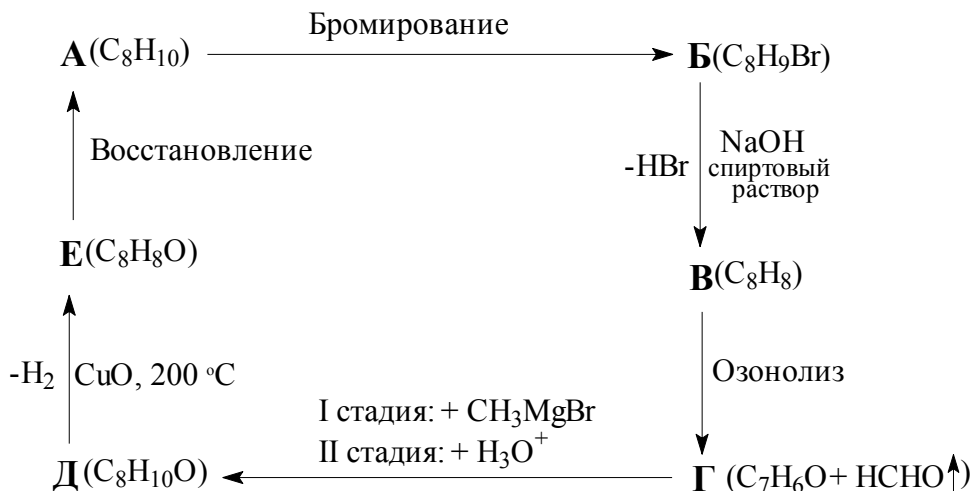 Бромирование
А(C₈H₁₀)
Б(C₈H₉Br)
Восстановление
-HBr
NaOH
спиртовый
раствор
Е(C₈H₈O)
В(C₈H₈)
-H₂
CuO, 200 °C
Озонолиз
I стадия: + CH₃MgBr
II стадия: + H₃O⁺
Д(C₈H₁₀O)
Г (C₇H₆O+ HCHO↑)